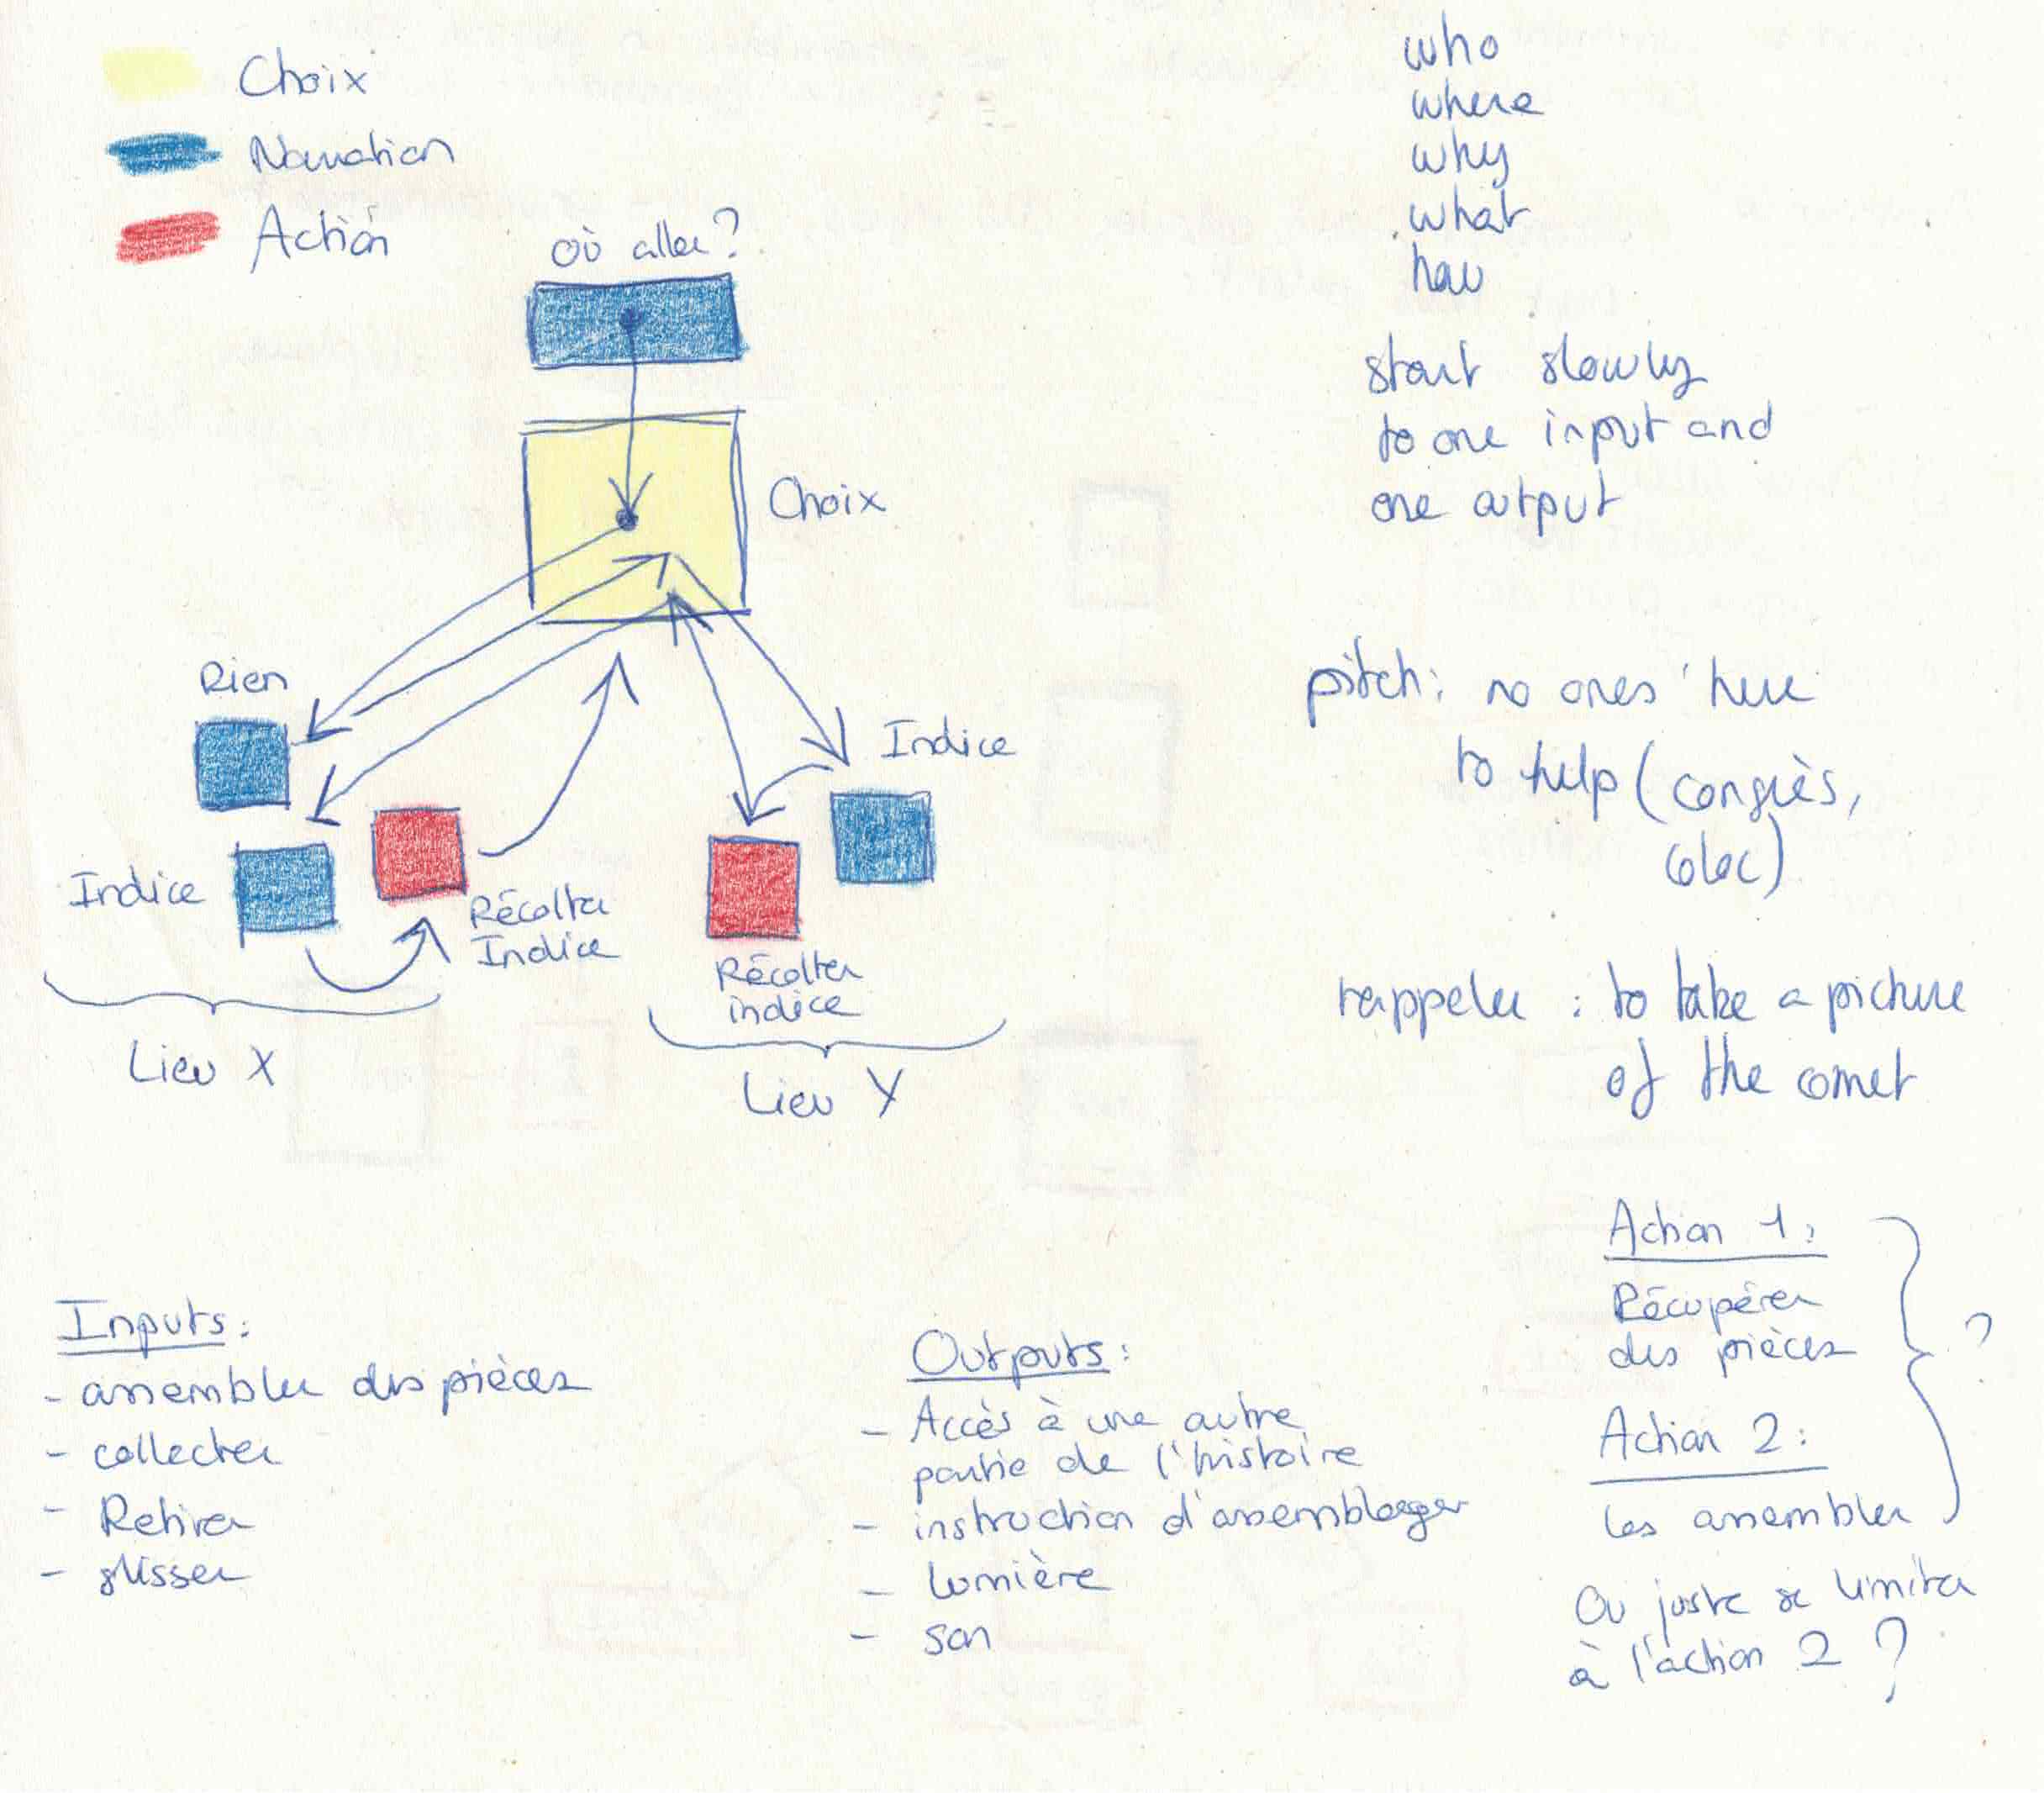 Choix
Narration
Action
où aller?
Choix
Rien
Indice
Récolter
Indice
Indice
Récolter
indice
Lieu X
Lieu Y
who
where
why
what
how
start slowly
to one input and
one output
pitch: no ones here
to help (congrès,
coloc)
rappeler : to take a picture
of the comet
Inputs:
- assembler des pièces
- collecter
- Retirer
- glisser
Outputs:
- Accès à une autre
partie de l'histoire
- instruction d'assemblager
- lumière
- son
Action 1:
Récupérer
des pièces
Action 2:
les assembler
?
Ou juste se limiter
à l'action 2 ?